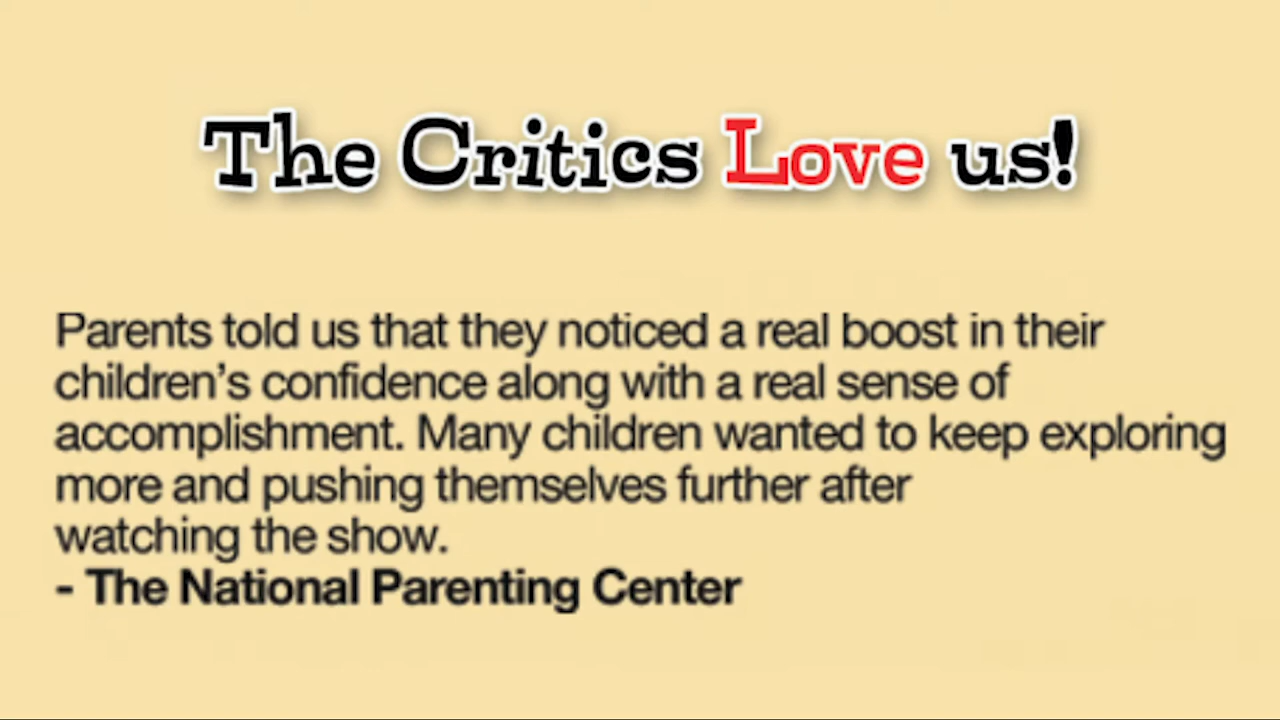 The Critics Love us!
Parents told us that they noticed a real boost in their
children’s confidence along with a real sense of
accomplishment. Many children wanted to keep exploring
more and pushing themselves further after
watching the show.
- The National Parenting Center